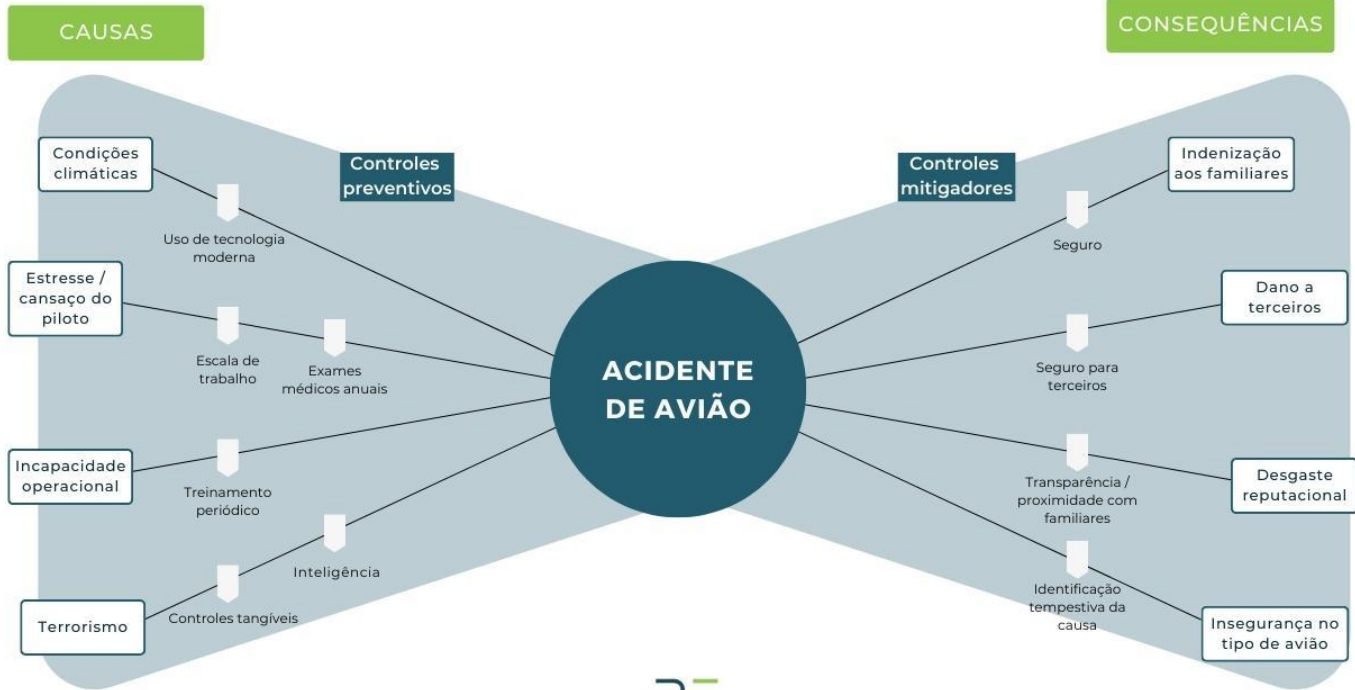 CAUSAS
CONSEQUÊNCIAS
Condições
climáticas
Controles
preventivos
Controles
mitigadores
Indenização
aos familiares
Uso de tecnologia
moderna
Seguro
Estresse /
cansaço do
piloto
Dano a
terceiros
Escala de
trabalho
Exames
médicos anuais
Seguro para
terceiros
ACIDENTE
DE AVIÃO
Incapacidade
operacional
Desgaste
reputacional
Treinamento
periódico
Transparência /
proximidade com
familiares
Inteligência
Identificação
tempestiva da
causa
Terrorismo
Controles tangíveis
Insegurança no
tipo de avião